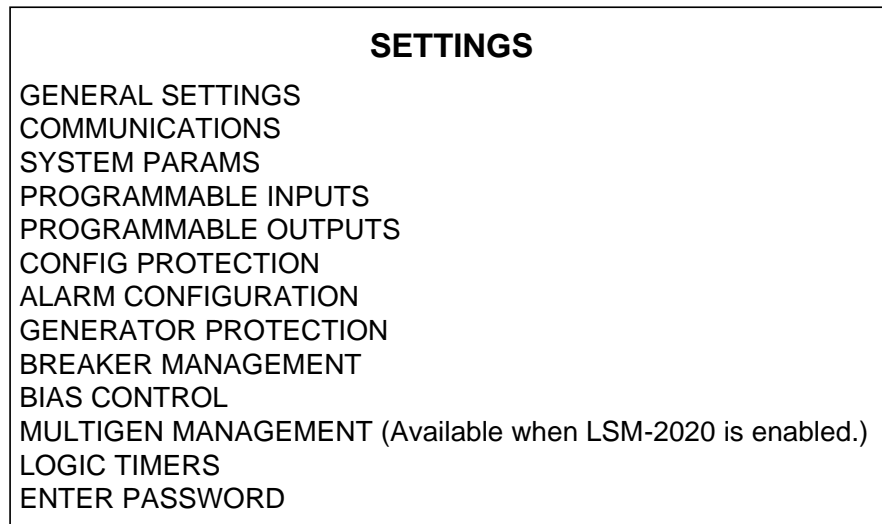 SETTINGS
GENERAL SETTINGS
COMMUNICATIONS
SYSTEM PARAMS
PROGRAMMABLE INPUTS
PROGRAMMABLE OUTPUTS
CONFIG PROTECTION
ALARM CONFIGURATION
GENERATOR PROTECTION
BREAKER MANAGEMENT
BIAS CONTROL
MULTIGEN MANAGEMENT (Available when LSM-2020 is enabled.)
LOGIC TIMERS
ENTER PASSWORD